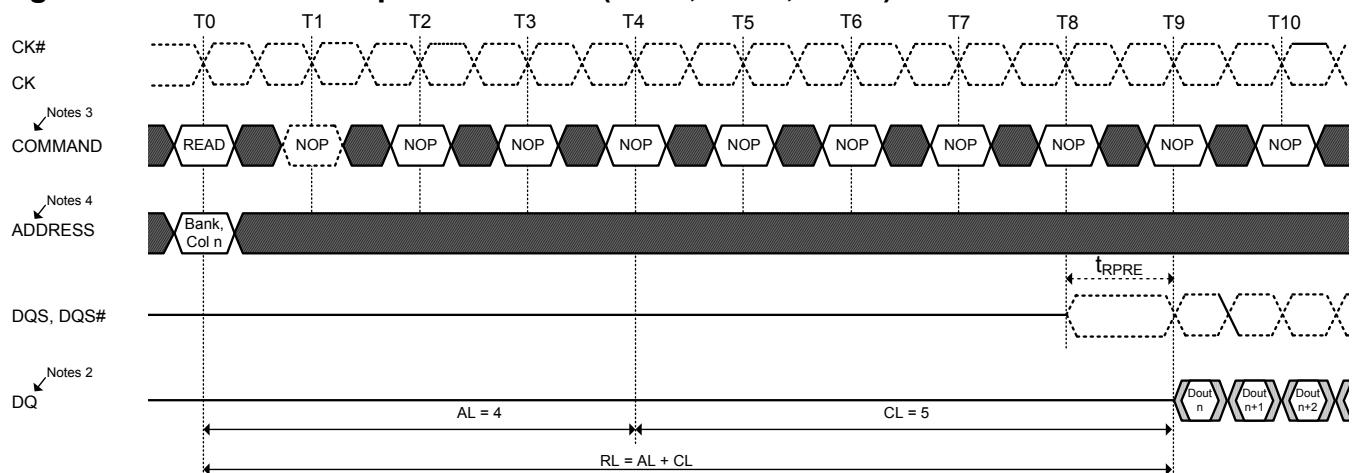 T0 T1 T2 T3 T4 T5 T6 T7 T8 T9 T10
CK#
CK
Notes 3
COMMAND
READ NOP NOP NOP NOP NOP NOP NOP NOP NOP NOP
Notes 4
ADDRESS
Bank,
Col n
tRPRE
DQS, DQS#
Notes 2
DQ
Dout
n
Dout
n+1
Dout
n+2
AL = 4
CL = 5
RL = AL + CL